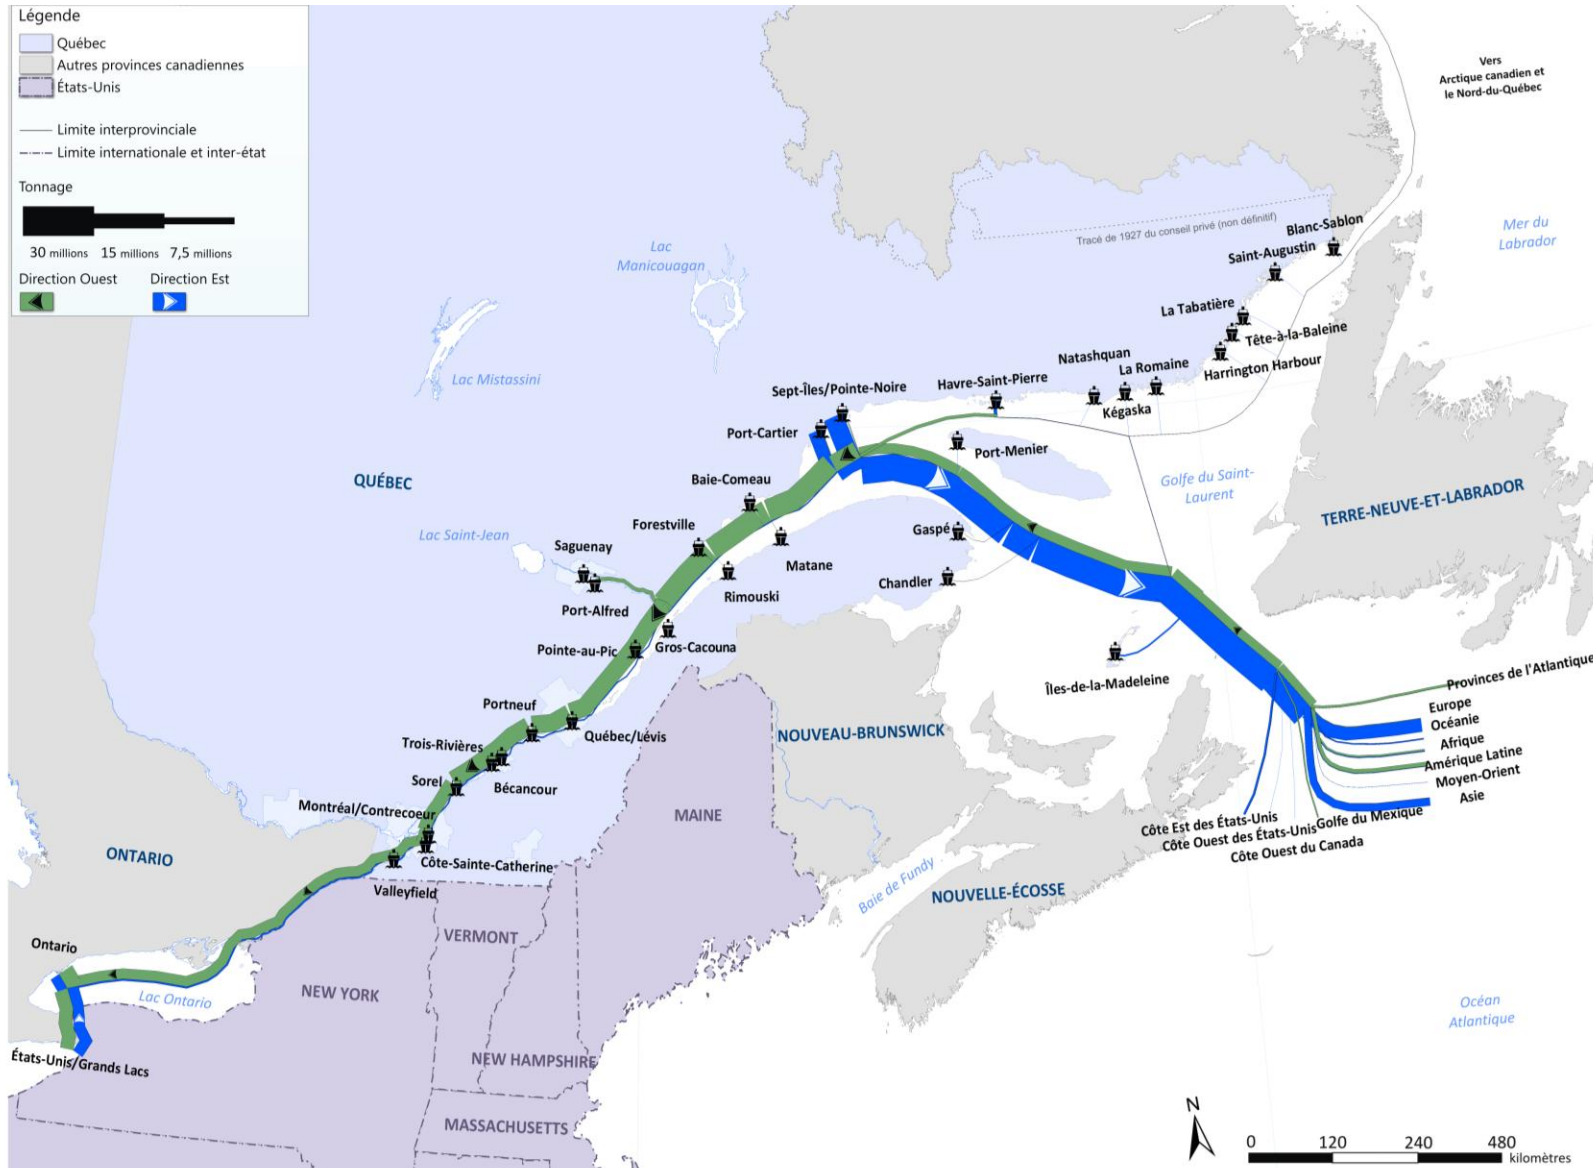 Légende
Québec
Autres provinces canadiennes
États-Unis
Limite interprovinciale
Limite internationale et inter-état
Tonnage
30 millions 15 millions 7,5 millions
Direction Ouest Direction Est
Vers
Arctique canadien et
le Nord-du-Québec
Mer du
Labrador
Lac
Manicouagan
Lac Mistassini
Tracé de 1927 du conseil privé (non définitif)
Blanc-Sablon
Saint-Augustin
La Tabatière
Tête-à-la-Baleine
Harrington Harbour
Natashquan
La Romaine
Kégaska
Havre-Saint-Pierre
Sept-Îles/Pointe-Noire
Port-Cartier
Port-Menier
Golfe du Saint-
Laurent
TERRE-NEUVE-ET-LABRADOR
QUÉBEC
Baie-Comeau
Forestville
Lac Saint-Jean
Saguenay
Port-Alfred
Matane
Rimouski
Gaspé
Chandler
Gros-Cacouna
Pointe-au-Pic
Îles-de-la-Madeleine
Portneuf
Québec/Lévis
Trois-Rivières
Bécancour
Sorel
Montréal/Contrecoeur
Côte-Sainte-Catherine
Valleyfield
NOUVEAU-BRUNSWICK
MAINE
Provinces de l'Atlantique
Europe
Océanie
Afrique
Amérique Latine
Moyen-Orient
Asie
Golfe du Mexique
Côte Est des États-Unis
Côte Ouest des États-Unis
Côte Ouest du Canada
ONTARIO
Baie de Fundy
NOUVELLE-ÉCOSSE
VERMONT
NEW YORK
Ontario
Lac Ontario
États-Unis/Grands Lacs
NEW HAMPSHIRE
MASSACHUSETTS
Océan
Atlantique
N
0 120 240 480
kilomètres